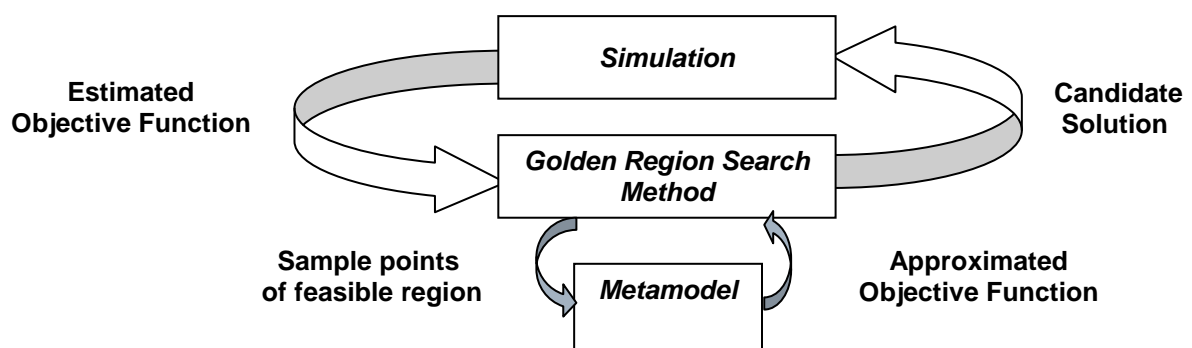 Simulation
Estimated
Objective Function
Candidate
Solution
Golden Region Search
Method
Sample points
of feasible region
Metamodel
Approximated
Objective Function